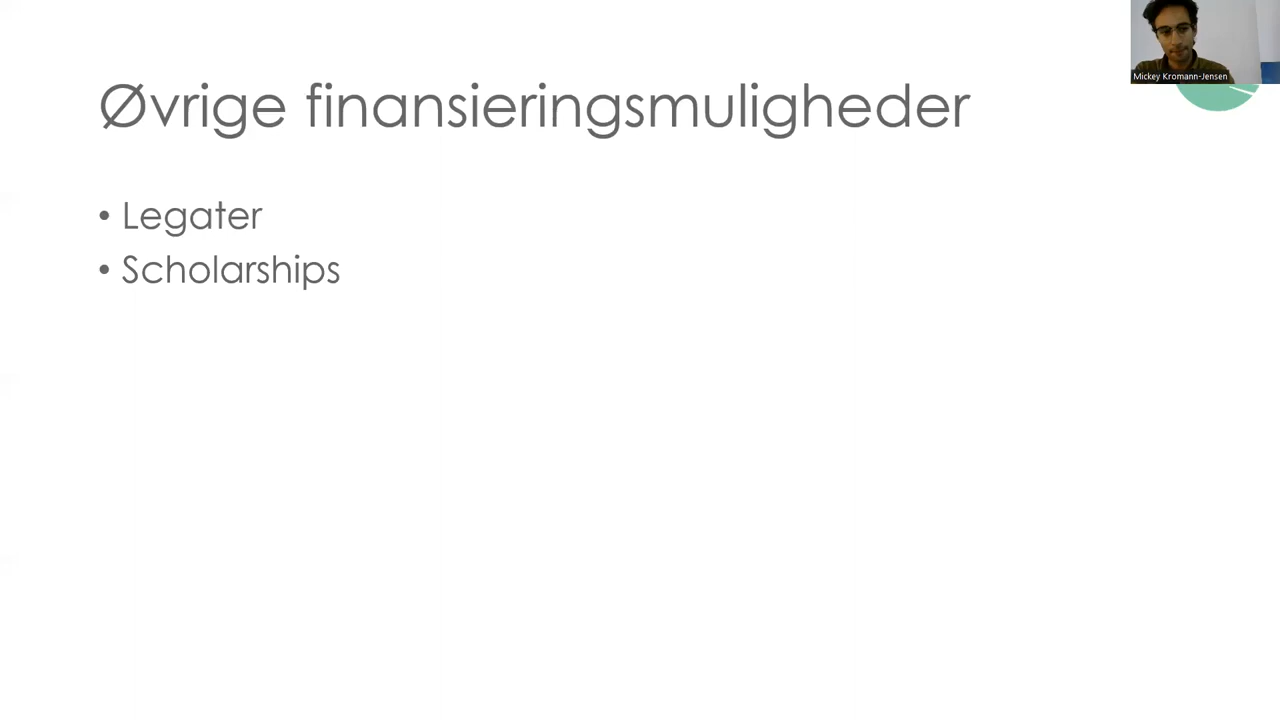 Øvrige finansieringsmuligheder
• Legater
• Scholarships
Mickey Kromann-Jensen